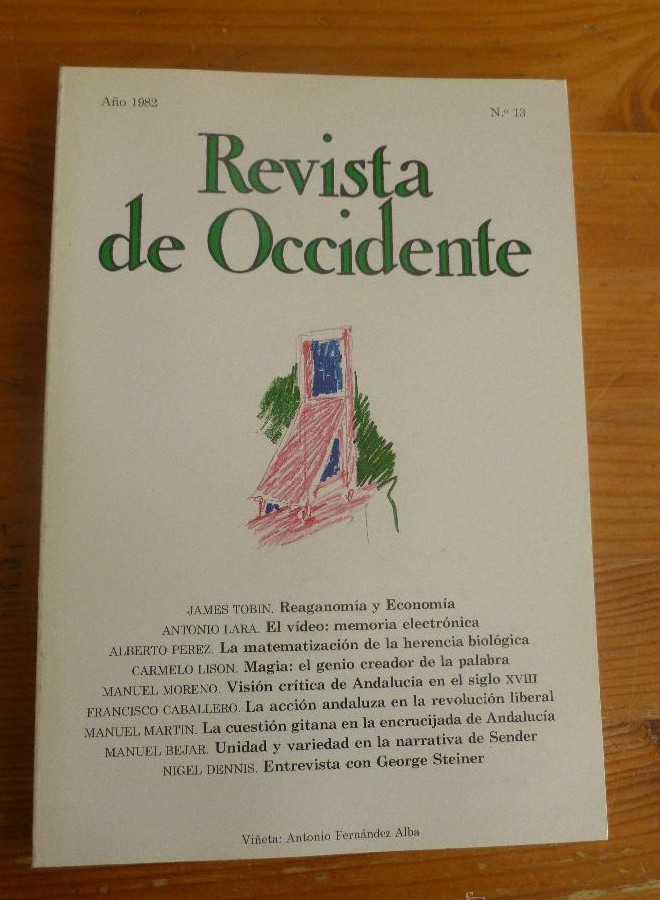 Año 1982
N.º 13
Revista
de Occidente
JAMES TOBIN. Reaganomía y Economía
ANTONIO LARA. El vídeo: memoria electrónica
ALBERTO PEREZ. La matematización de la herencia biológica
CARMELO LISON. Magia: el genio creador de la palabra
MANUEL MORENO. Visión crítica de Andalucía en el siglo XVIII
FRANCISCO CABALLERO. La acción andaluza en la revolución liberal
MANUEL MARTIN. La cuestión gitana en la encrucijada de Andalucía
MANUEL BEJAR. Unidad y variedad en la narrativa de Sender
NIGEL DENNIS. Entrevista con George Steiner
Viñeta: Antonio Fernández Alba